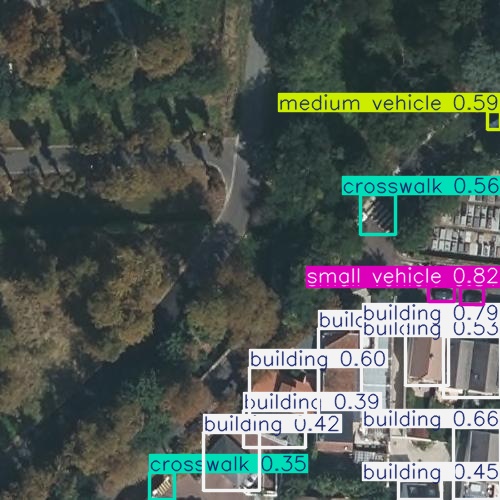 medium vehicle 0.59
crosswalk 0.56
small vehicle 0.82
building 0.79
building 0.53
building 0.60
building 0.39
building 0.42
building 0.66
crosswalk 0.35
building 0.45